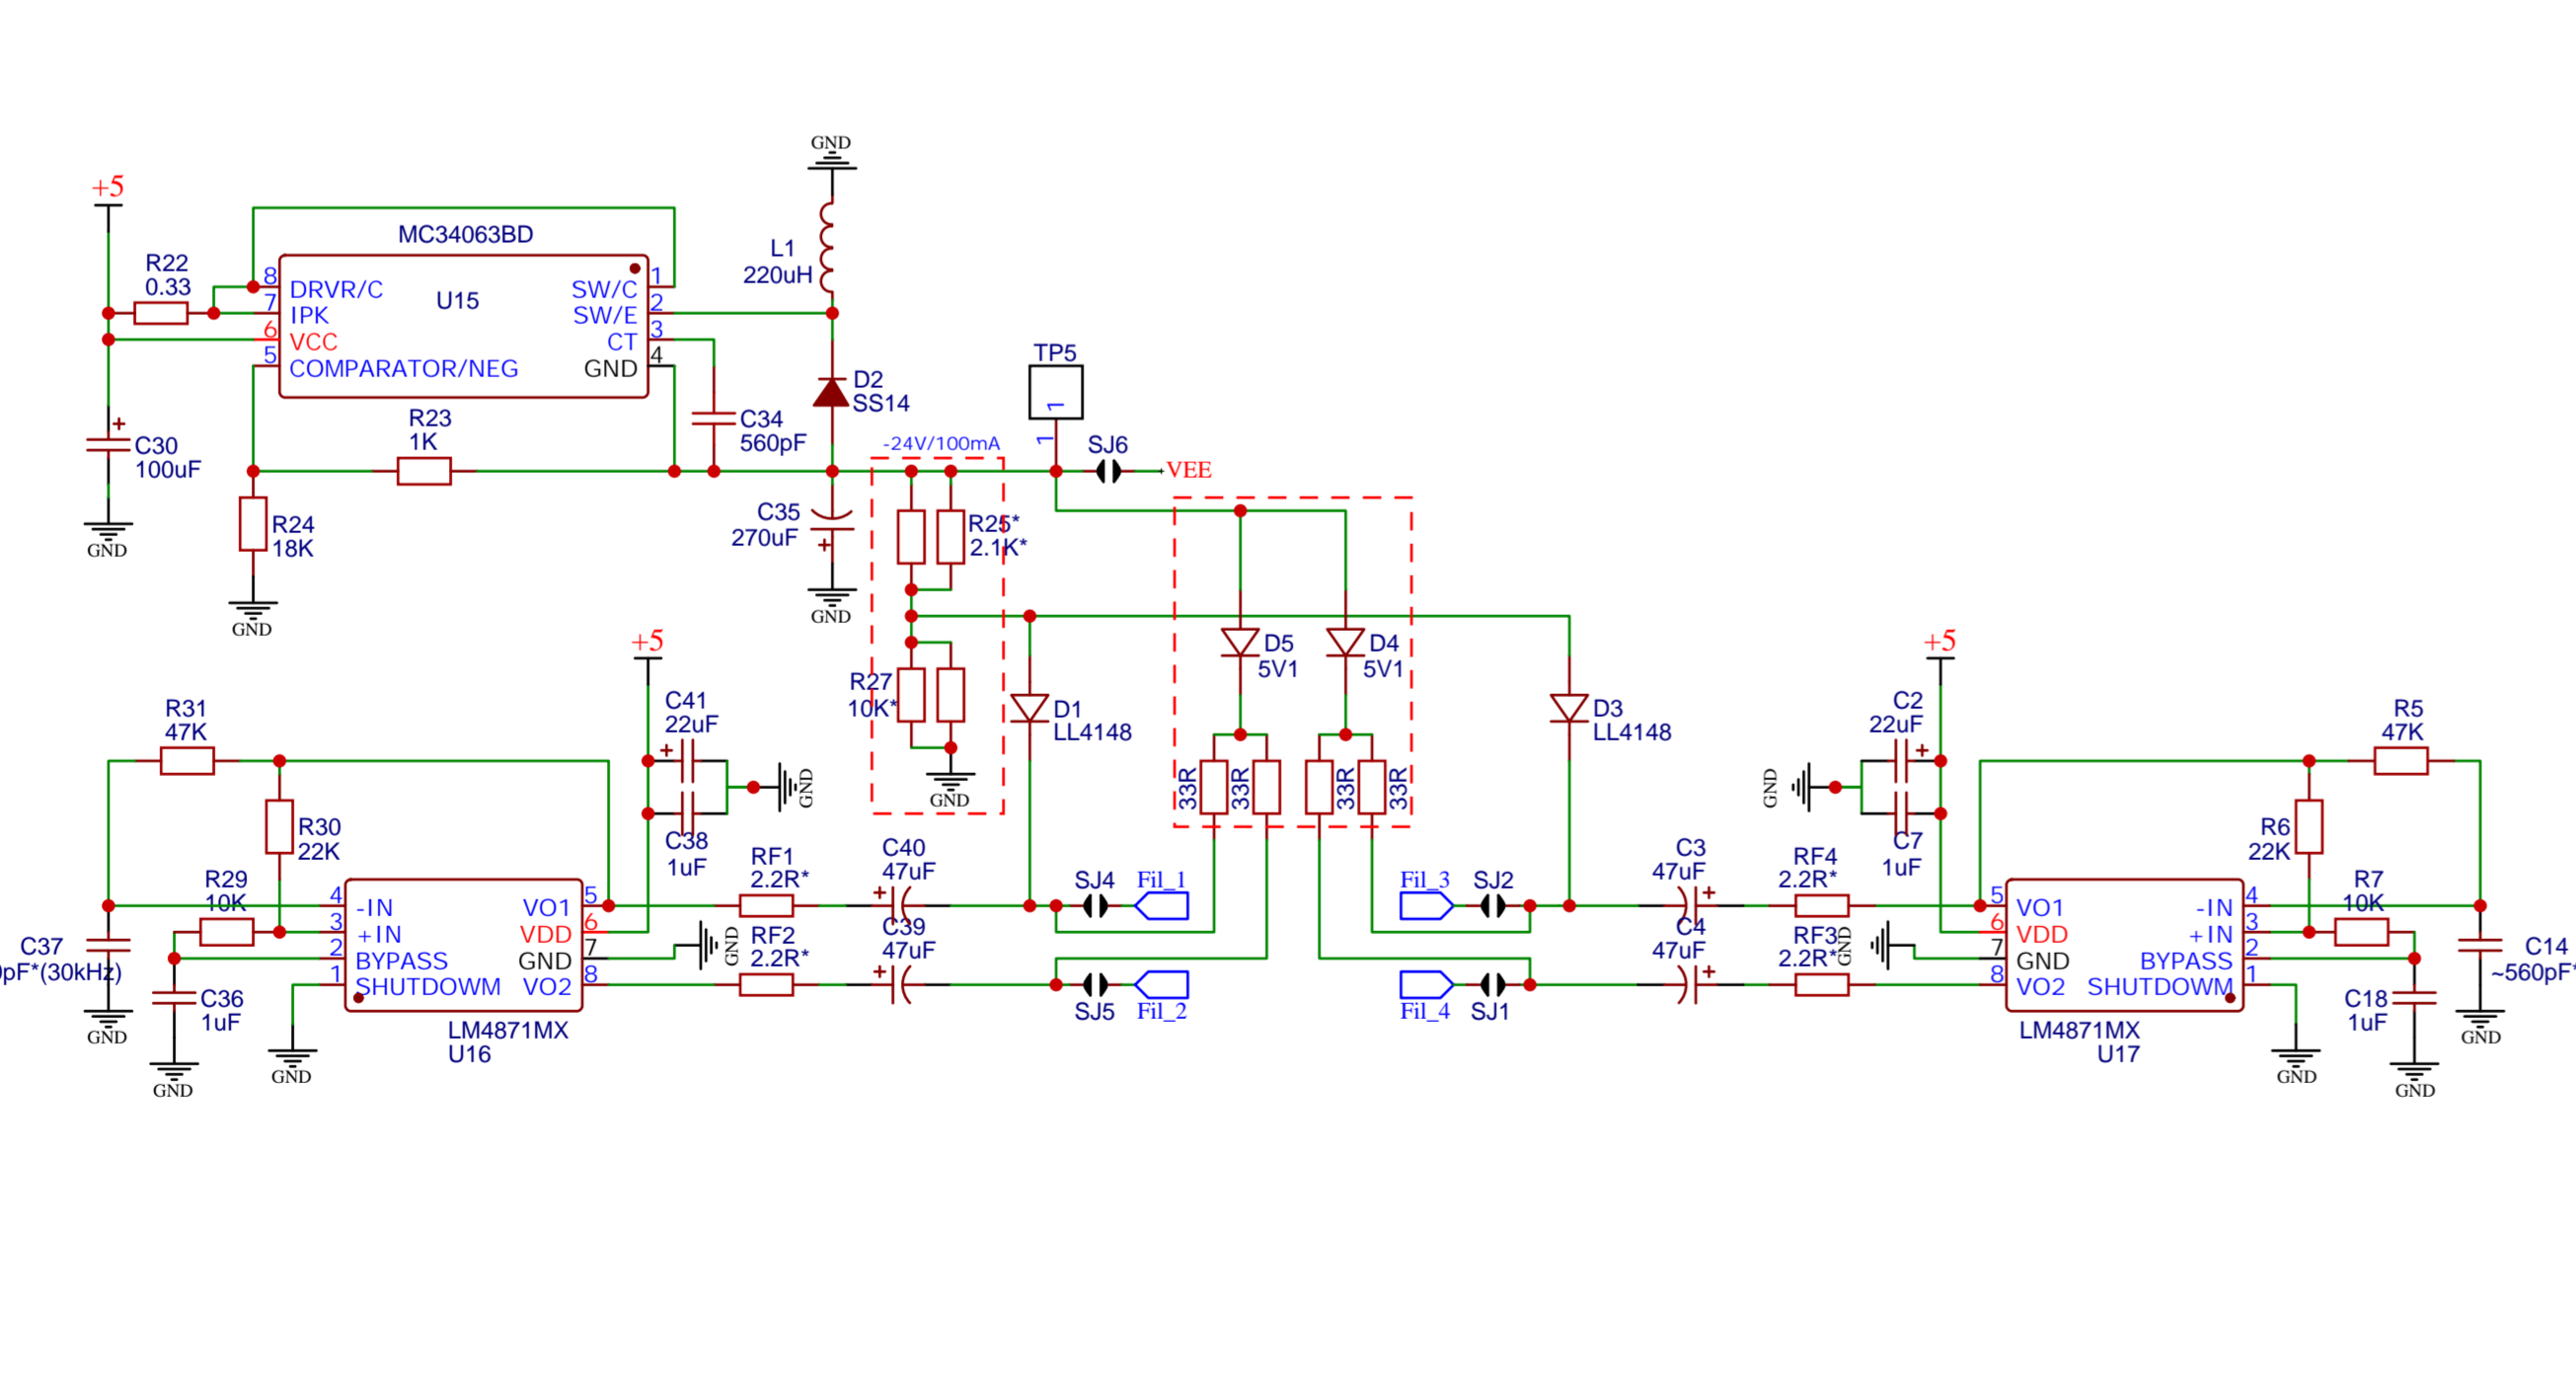 GND
+5
MC34063BD
R22
0.33
L1
220uH
8
DRVR/C
U15
SW/C
1
7
IPK
SW/E
2
6
VCC
CT
3
5
COMPARATOR/NEG
GND
4
TP5
1
1
D2
SS14
C30
100uF
R23
1K
C34
560pF
-24V/100mA
SJ6
VEE
GND
R24
18K
GND
C35
270uF
GND
R25*
2.1K*
+5
D5
5V1
D4
5V1
+5
R31
47K
C41
22uF
R27
10K*
D1
LL4148
D3
LL4148
C2
22uF
R5
47K
GND
GND
33R
33R
33R
33R
GND
R30
22K
C38
1uF
C7
1uF
R6
22K
R29
10K
RF1
2.2R*
C40
47uF
SJ4
Fil_1
Fil_3
SJ2
C3
47uF
RF4
2.2R*
R7
10K
4
-IN
VO1
5
3
+IN
VDD
6
2
BYPASS
GND
7
1
SHUTDOWM
VO2
8
GND
RF2
2.2R*
C39
47uF
SJ5
Fil_2
Fil_4
SJ1
C4
47uF
RF3
2.2R*
GND
5
VO1
-IN
4
6
VDD
+IN
3
7
GND
BYPASS
2
8
VO2
SHUTDOWM
1
C37
0pF*(30kHz)
GND
C36
1uF
GND
GND
LM4871MX
U16
LM4871MX
U17
GND
C18
1uF
GND
C14
~560pF*
GND